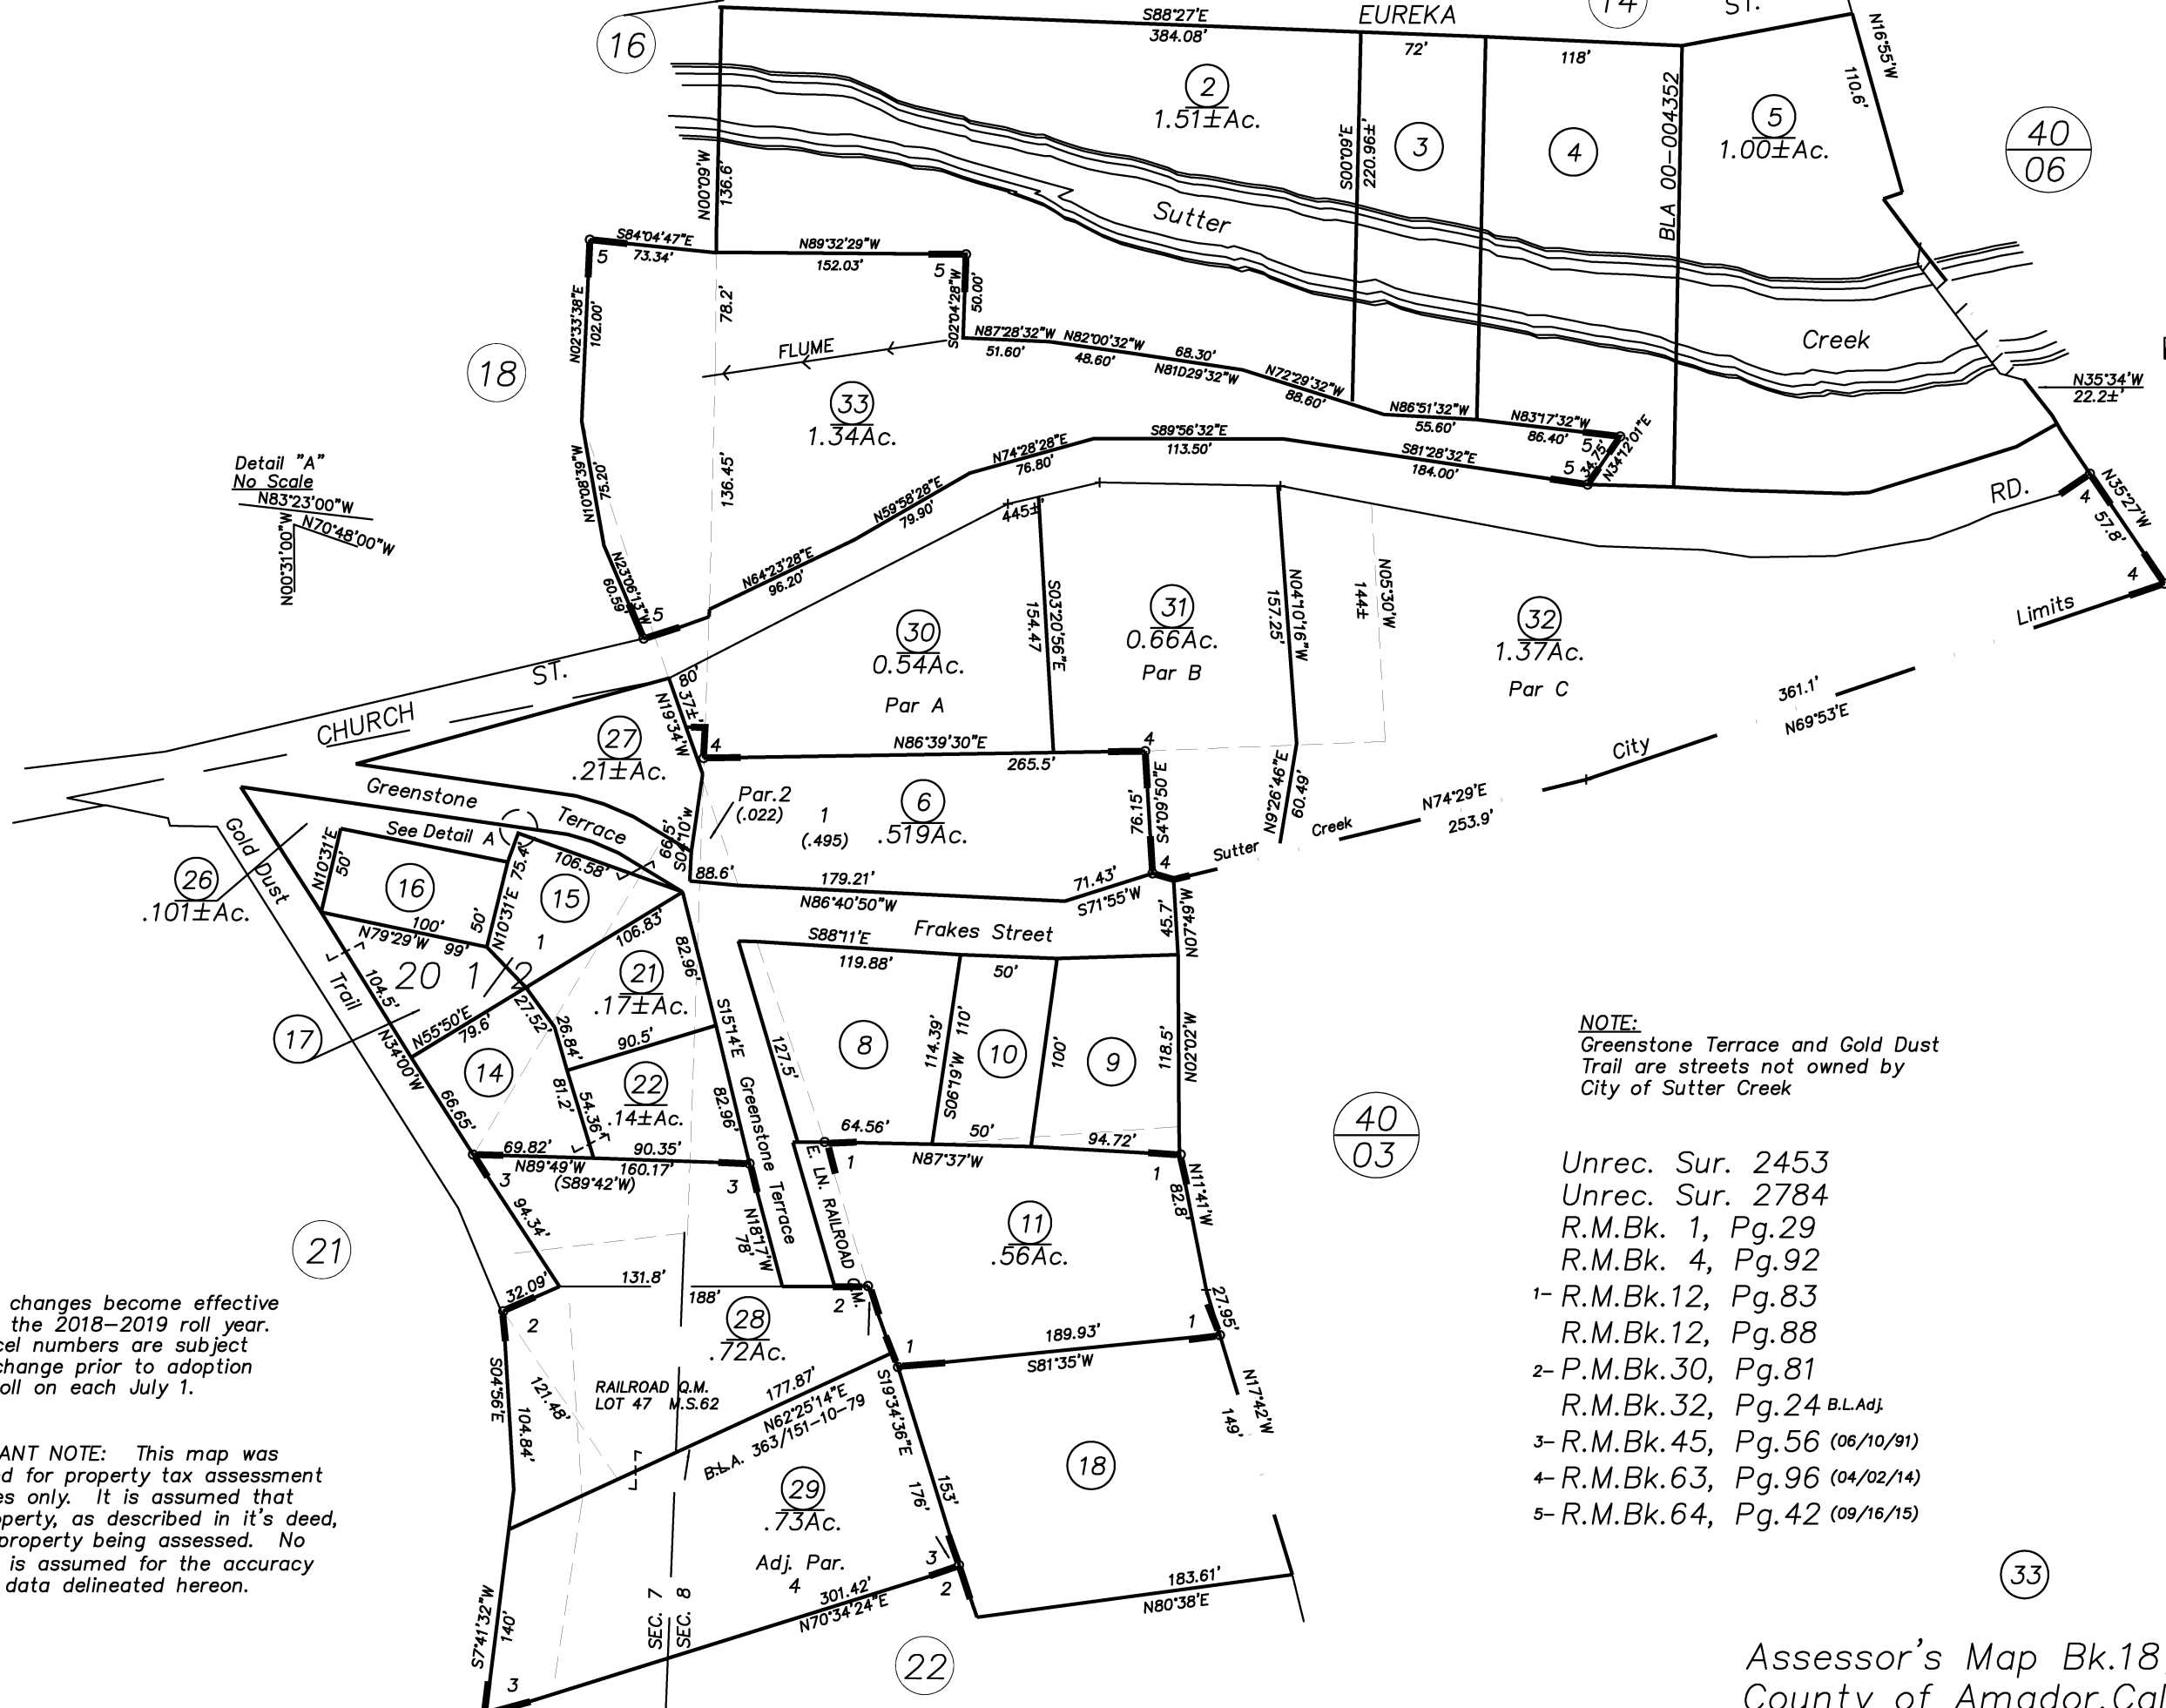 16
S88°27'E
384.08'
EUREKA
ST.
72'
118'
N16°55'W
110.6'
2
1.51±Ac.
3
4
5
1.00±Ac.
40
06
N00°09'W
136.6'
S00°09'E
220.96±'
BLA 00-004352
Sutter
Creek
S84°04'47"E
73.34'
5
N89°32'29"W
152.03'
5
S02°04'28"W
50.00'
N02°33'38"E
102.00'
78.2'
18
FLUME
N87°28'32"W
51.60'
N82°00'32"W
48.60'
68.30'
N81D29'32"W
N72°29'32"W
88.60'
N86°51'32"W
55.60'
N83°17'32"W
86.40'
5
34.75'
N34°12'01"E
5
N35°34'W
22.2±'
33
1.34Ac.
N10°08'39"W
75.20'
136.45'
N59°58'28"E
79.90'
N74°28'28"E
76.80'
S89°56'32"E
113.50'
S81°28'32"E
184.00'
RD.
4
N35°27'W
57.8'
4
Detail "A"
No Scale
N83°23'00"W
N70°48'00"W
N00°31'00"W
N23°06'13"W
60.59'
5
N64°23'28"E
96.20'
445±'
30
0.54Ac.
Par A
S03°20'56"E
154.47
31
0.66Ac.
Par B
N04°10'16"W
157.25'
N05°30'W
144±
32
1.37Ac.
Par C
Limits
361.1'
N69°53'E
City
CHURCH
ST.
80'
37±'
N19°34'W
4
27
.21±Ac.
N86°39'30"E
265.5'
4
Greenstone
Terrace
See Detail A
Par.2
(.022)
1
(.495)
6
.519Ac.
S4°09'50"E
76.15'
4
N9°26'46"E
60.49'
Sutter
Creek
N74°29'E
253.9'
Gold Dust
Trail
26
.101±Ac.
N10°31'E
50'
16
100'
N79°29'W
99'
75.4'
50'
N10°31'E
106.58'
15
1
66.5'
S04°10'W
88.6'
179.21'
N86°40'50"W
71.43'
S71°55'W
Frakes Street
45.7'
N07°49'W
106.83'
82.96'
S88°11'E
119.88'
50'
20 1 2
104.5'
21
.17±Ac.
17
N55°50'E
79.6'
27.52'
26.84'
90.5'
S15°14'E
127.5'
8
114.39'
S06°19'W
110'
10
100'
9
118.5'
N02°02'W
N34°00'W
14
66.65'
81.2'
54.36'
22
.14±Ac.
82.96'
Greenstone Terrace
64.56'
50'
94.72'
N87°37'W
1
1
NOTE:
Greenstone Terrace and Gold Dust
Trail are streets not owned by
City of Sutter Creek
40
03
69.82'
90.35'
N89°49'W
160.17'
(S89°42'W)
3
3
94.34'
N18°17'W
78'
E. LN. RAILROAD Q.M.
11
.56Ac.
N11°41'W
82.8'
27.95'
Unrec. Sur. 2453
Unrec. Sur. 2784
R.M.Bk. 1, Pg.29
R.M.Bk. 4, Pg.92
1- R.M.Bk.12, Pg.83
R.M.Bk.12, Pg.88
2- P.M.Bk.30, Pg.81
R.M.Bk.32, Pg.24 B.L.Adj.
3- R.M.Bk.45, Pg.56 (06/10/91)
4- R.M.Bk.63, Pg.96 (04/02/14)
5- R.M.Bk.64, Pg.42 (09/16/15)
21
changes become effective
the 2018-2019 roll year.
cel numbers are subject
change prior to adoption
oll on each July 1.
32.09'
2
131.8'
188'
2
28
.72Ac.
1
189.93'
S81°35'W
1
S04°56'E
104.84'
121.48'
RAILROAD Q.M.
LOT 47 M.S.62
177.87'
N62°25'14"E
B.L.A. 363/151-10-79
S19°34'36"E
153'
176'
N17°42'W
149'
18
ANT NOTE: This map was
d for property tax assessment
es only. It is assumed that
operty, as described in it's deed,
property being assessed. No
is assumed for the accuracy
data delineated hereon.
29
.73Ac.
Adj. Par.
4
3
2
301.42'
N70°34'24"E
183.61'
N80°38'E
S7°41'32"W
140'
3
SEC. 7
SEC. 8
22
33
Assessor's Map Bk.18
County of Amador,Cal